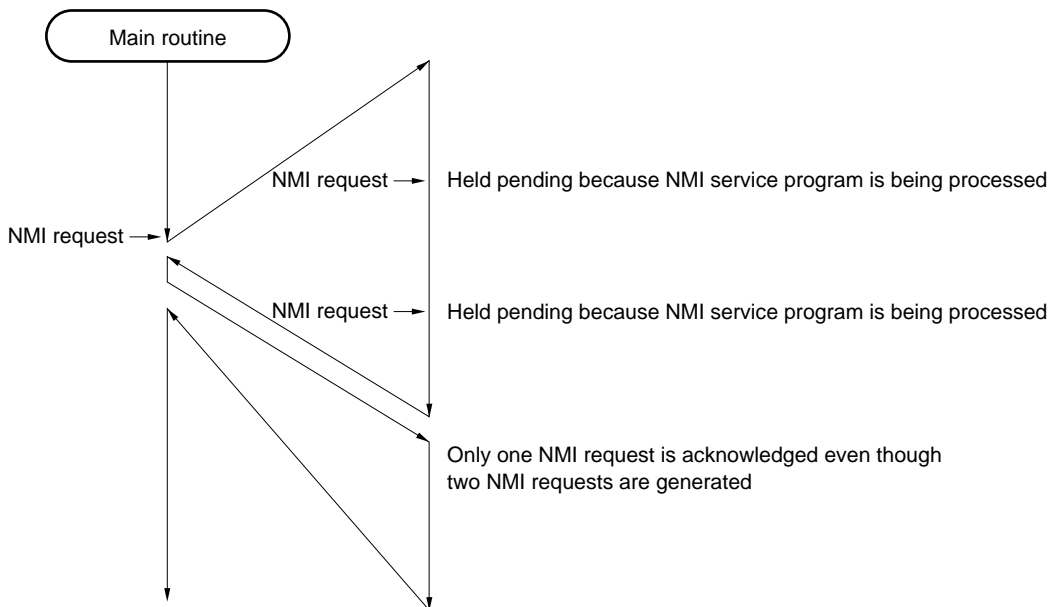 Main routine
NMI request
Held pending because NMI service program is being processed
NMI request
NMI request
Held pending because NMI service program is being processed
Only one NMI request is acknowledged even though
two NMI requests are generated